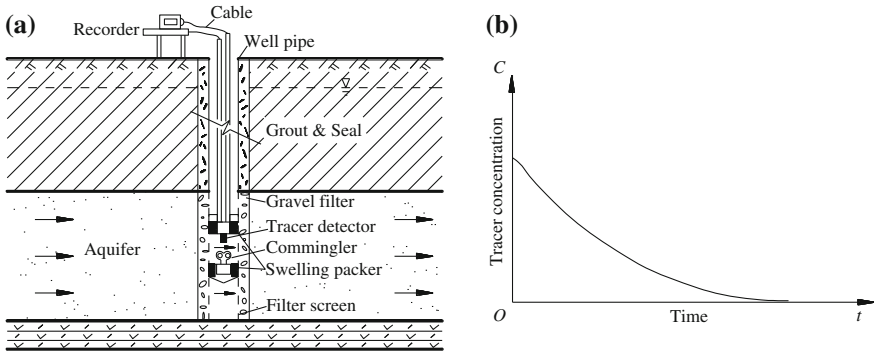 (a)
Cable
Recorder
Well pipe
Grout & Seal
Gravel filter
Tracer detector
Commingler
Swelling packer
Aquifer
Filter screen
(b)
C
Tracer concentration
O
Time
t